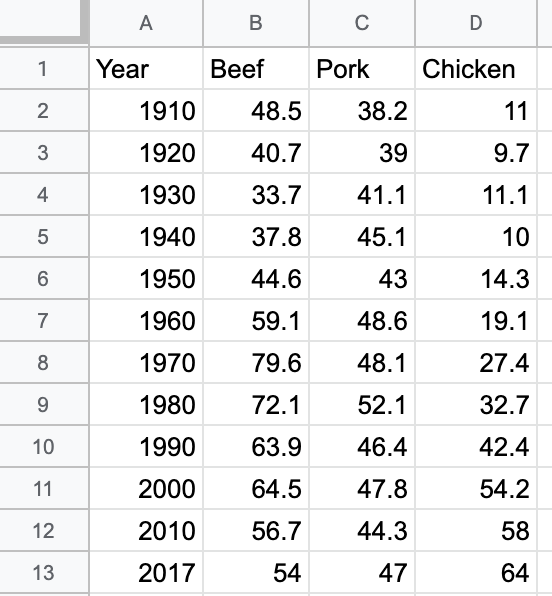 A B C D
1 Year Beef Pork Chicken
2 1910 48.5 38.2 11
3 1920 40.7 39 9.7
4 1930 33.7 41.1 11.1
5 1940 37.8 45.1 10
6 1950 44.6 43 14.3
7 1960 59.1 48.6 19.1
8 1970 79.6 48.1 27.4
9 1980 72.1 52.1 32.7
10 1990 63.9 46.4 42.4
11 2000 64.5 47.8 54.2
12 2010 56.7 44.3 58
13 2017 54 47 64